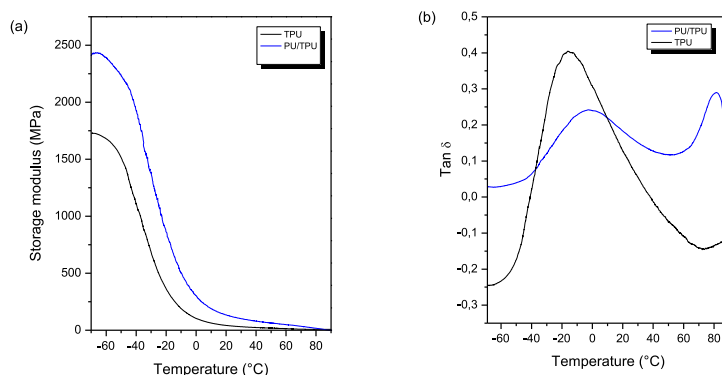 (a)
TPU
PU/TPU
2500
2000
1500
1000
500
0
Storage modulus (MPa)
-60 -40 -20 0 20 40 60 80
Temperature (°C)
(b)
PU/TPU
TPU
0,5
0,4
0,3
0,2
0,1
0,0
-0,1
-0,2
-0,3
Tan δ
-60 -40 -20 0 20 40 60 80
Temperature (°C)